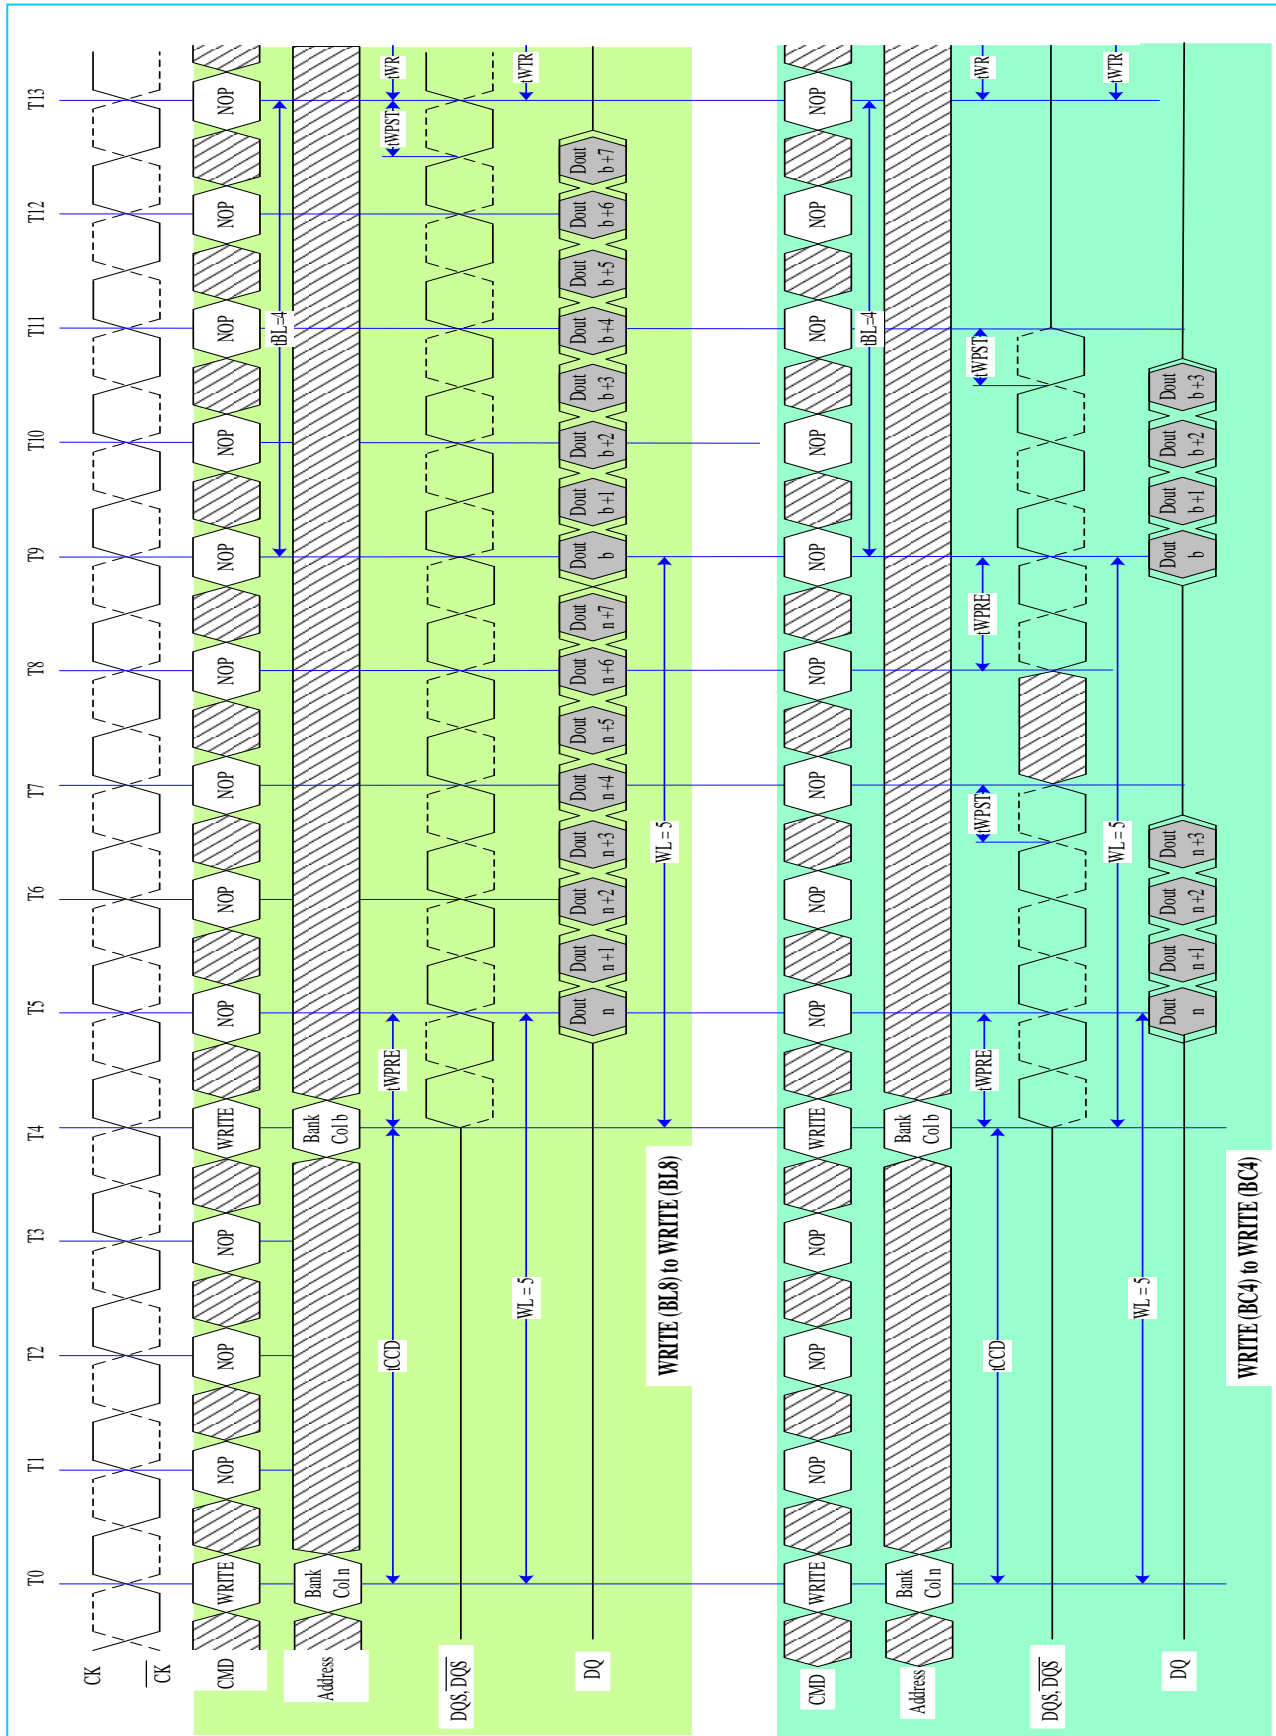 T0 T1 T2 T3 T4 T5 T6 T7 T8 T9 T10 T11 T12 T13
CK
CK
CMD WRITE NOP NOP NOP WRITE NOP NOP NOP NOP NOP NOP NOP NOP NOP
tBL=4
Address
Bank
Col n
Bank
Col b
tCCD tWPRE tWPST tWR
DQS, DQS
WL = 5 tWTR
DQ
Dout
n
Dout
n+1
Dout
n+2
Dout
n+3
Dout
n+4
Dout
n+5
Dout
n+6
Dout
n+7
Dout
b
Dout
b+1
Dout
b+2
Dout
b+3
Dout
b+4
Dout
b+5
Dout
b+6
Dout
b+7
WL = 5
WRITE (BL8) to WRITE (BL8)
CMD WRITE NOP NOP NOP WRITE NOP NOP NOP NOP NOP NOP NOP NOP NOP
tBL=4
Address
Bank
Col n
Bank
Col b
tCCD tWPRE tWPST tWPRE tWPST tWR
DQS, DQS
WL = 5 tWTR
WL = 5
DQ
Dout
n
Dout
n+1
Dout
n+2
Dout
n+3
Dout
b
Dout
b+1
Dout
b+2
Dout
b+3
WRITE (BC4) to WRITE (BC4)